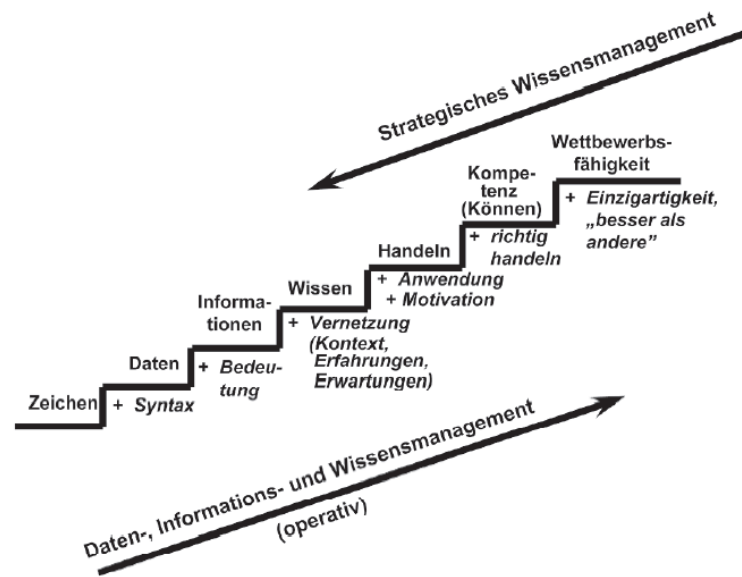 Strategisches Wissensmanagement
Wettbewerbs-
fähigkeit
+ Einzigartigkeit,
„besser als
andere”
Kompe-
tenz
(Können)
+ richtig
handeln
Handeln
+ Anwendung
+ Motivation
Wissen
+ Vernetzung
(Kontext,
Erfahrungen,
Erwartungen)
Informa-
tionen
+ Bedeu-
tung
Daten
+ Syntax
Zeichen
Daten-, Informations- und Wissensmanagement
(operativ)